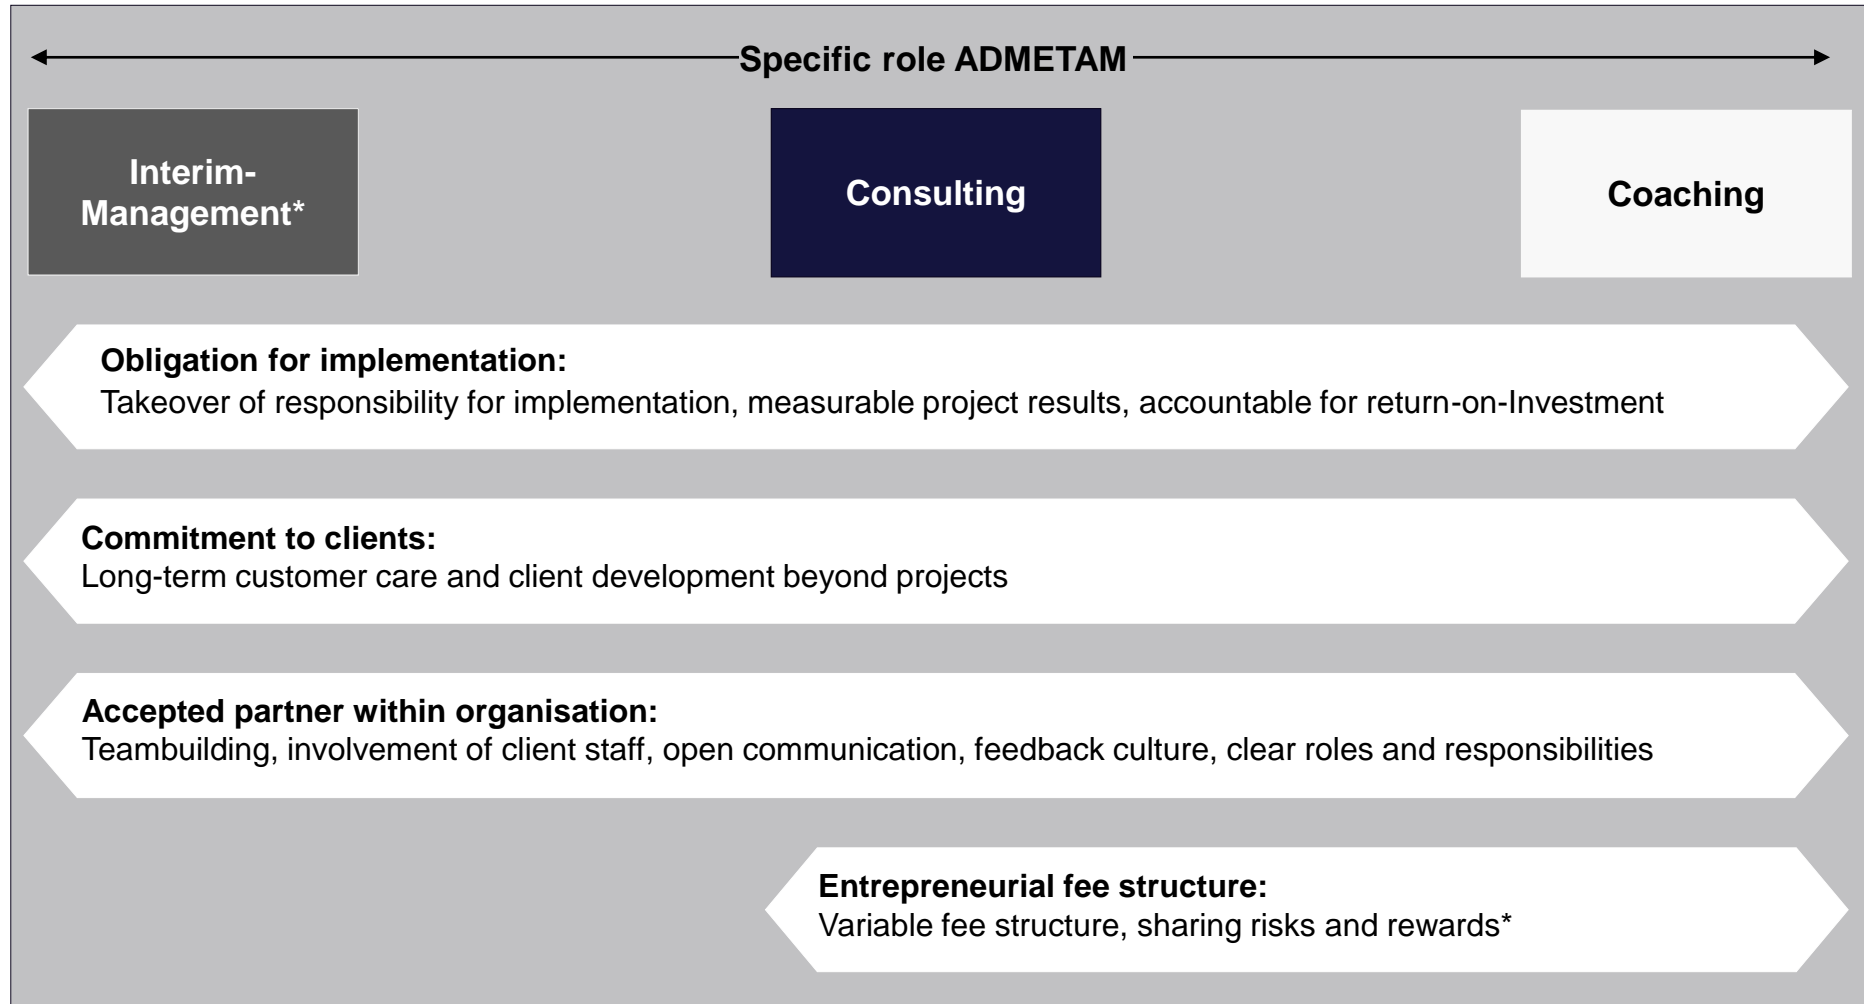 Specific role ADMETAM
Interim-
Management*
Consulting
Coaching
Obligation for implementation:
Takeover of responsibility for implementation, measurable project results, accountable for return-on-Investment
Commitment to clients:
Long-term customer care and client development beyond projects
Accepted partner within organisation:
Teambuilding, involvement of client staff, open communication, feedback culture, clear roles and responsibilities
Entrepreneurial fee structure:
Variable fee structure, sharing risks and rewards*